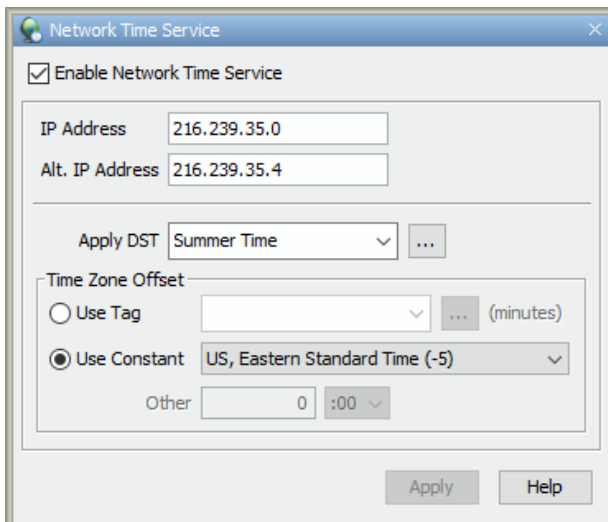 Network Time Service
Enable Network Time Service
IP Address 216.239.35.0
Alt. IP Address 216.239.35.4
Apply DST Summer Time ...
Time Zone Offset
Use Tag ... (minutes)
Use Constant US, Eastern Standard Time (-5)
Other 0 :00
Apply Help